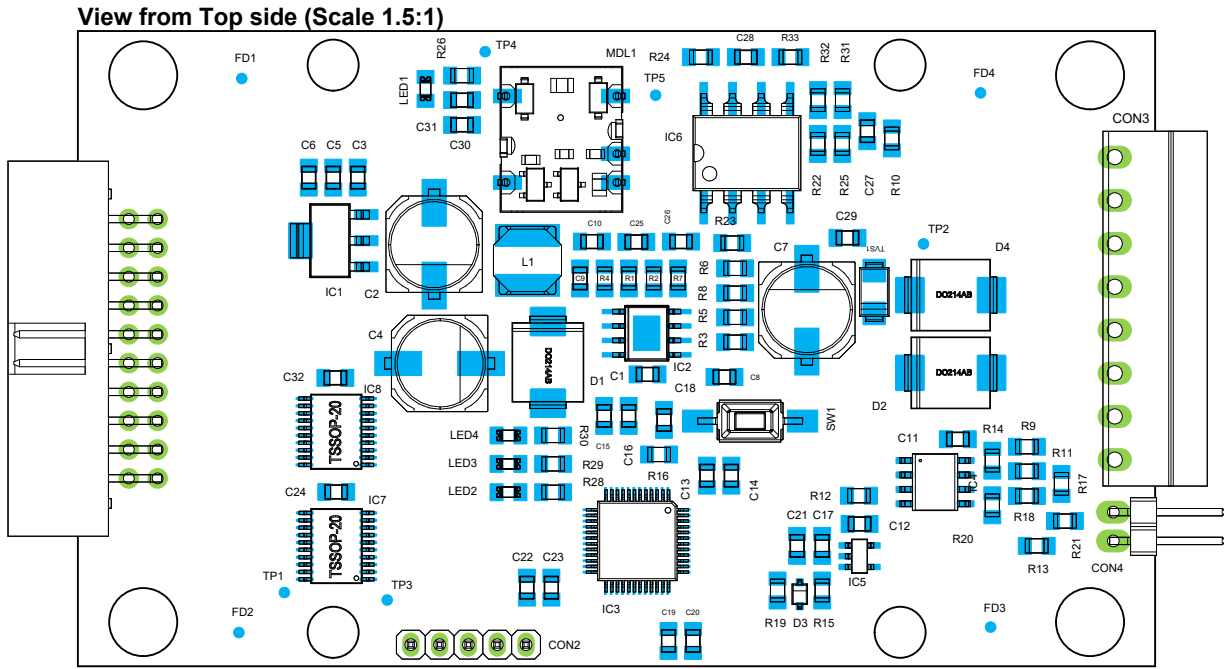 View from Top side (Scale 1.5:1)
FD1
R26
TP4
MDL1
R24
C28
R33
R32
R31
LED1
TP5
FD4
CON3
C31
C30
IC6
C6
C5
C3
R22
R25
C27
R10
IC1
C2
L1
C10
C25
C26
R23
C7
C29
TVS1
TP2
D4
C9
R4
R1
R2
R7
R6
R8
R5
R3
DO214AB
C4
DO214AB
D1
IC2
C1
C18
C8
DO214AB
D2
C32
IC8
TSSOP-20
LED4
R30
C15
C16
SW1
LED3
R29
R16
LED2
R28
C13
C14
C11
R14
R9
R11
R17
IC4
C24
IC7
TSSOP-20
R12
C21
C17
C12
R18
R20
R21
R13
CON4
C22
C23
IC3
IC5
TP1
TP3
R19
D3
R15
FD2
CON2
C19
C20
FD3